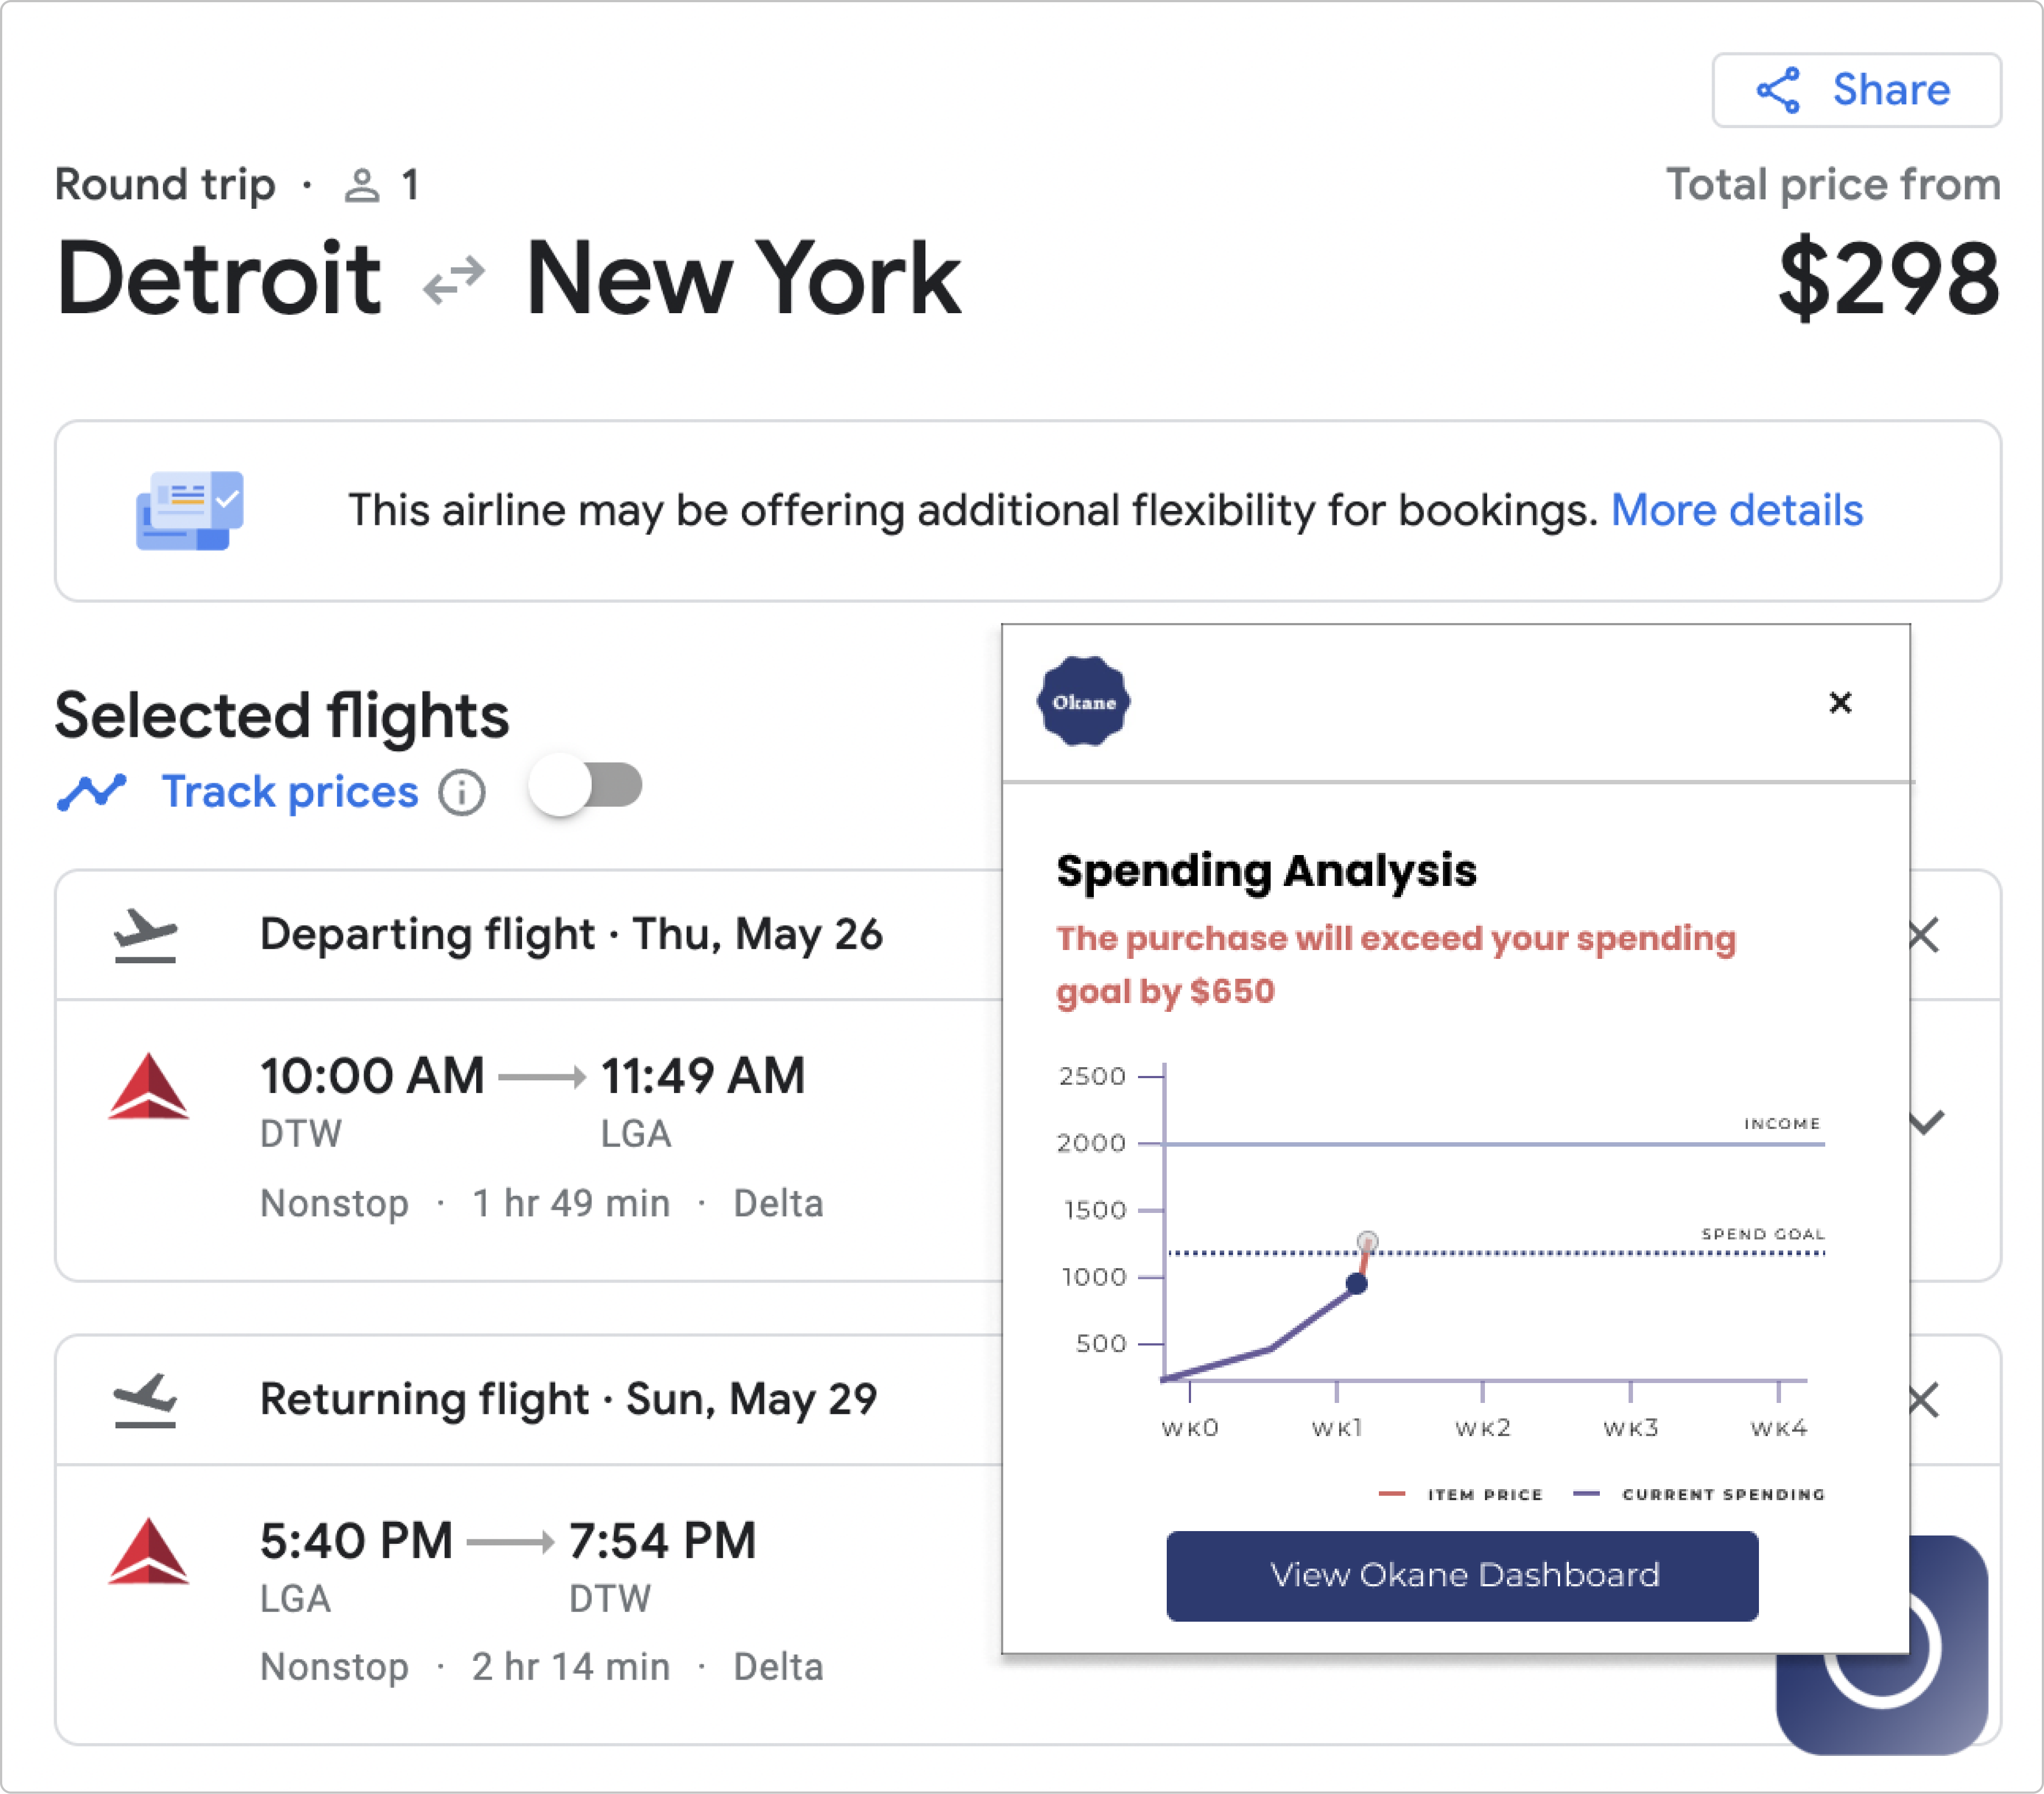 Share
Round trip · 1
Total price from
Detroit New York
$298
This airline may be offering additional flexibility for bookings. More details
Selected flights
Track prices
Departing flight · Thu, May 26
10:00 AM 11:49 AM
DTW LGA
Nonstop · 1 hr 49 min · Delta
Returning flight · Sun, May 29
5:40 PM 7:54 PM
LGA DTW
Nonstop · 2 hr 14 min · Delta
Okane
Spending Analysis
The purchase will exceed your spending
goal by $650
2500
INCOME
2000
1500
SPEND GOAL
1000
500
WK0 WK1 WK2 WK3 WK4
ITEM PRICE CURRENT SPENDING
View Okane Dashboard